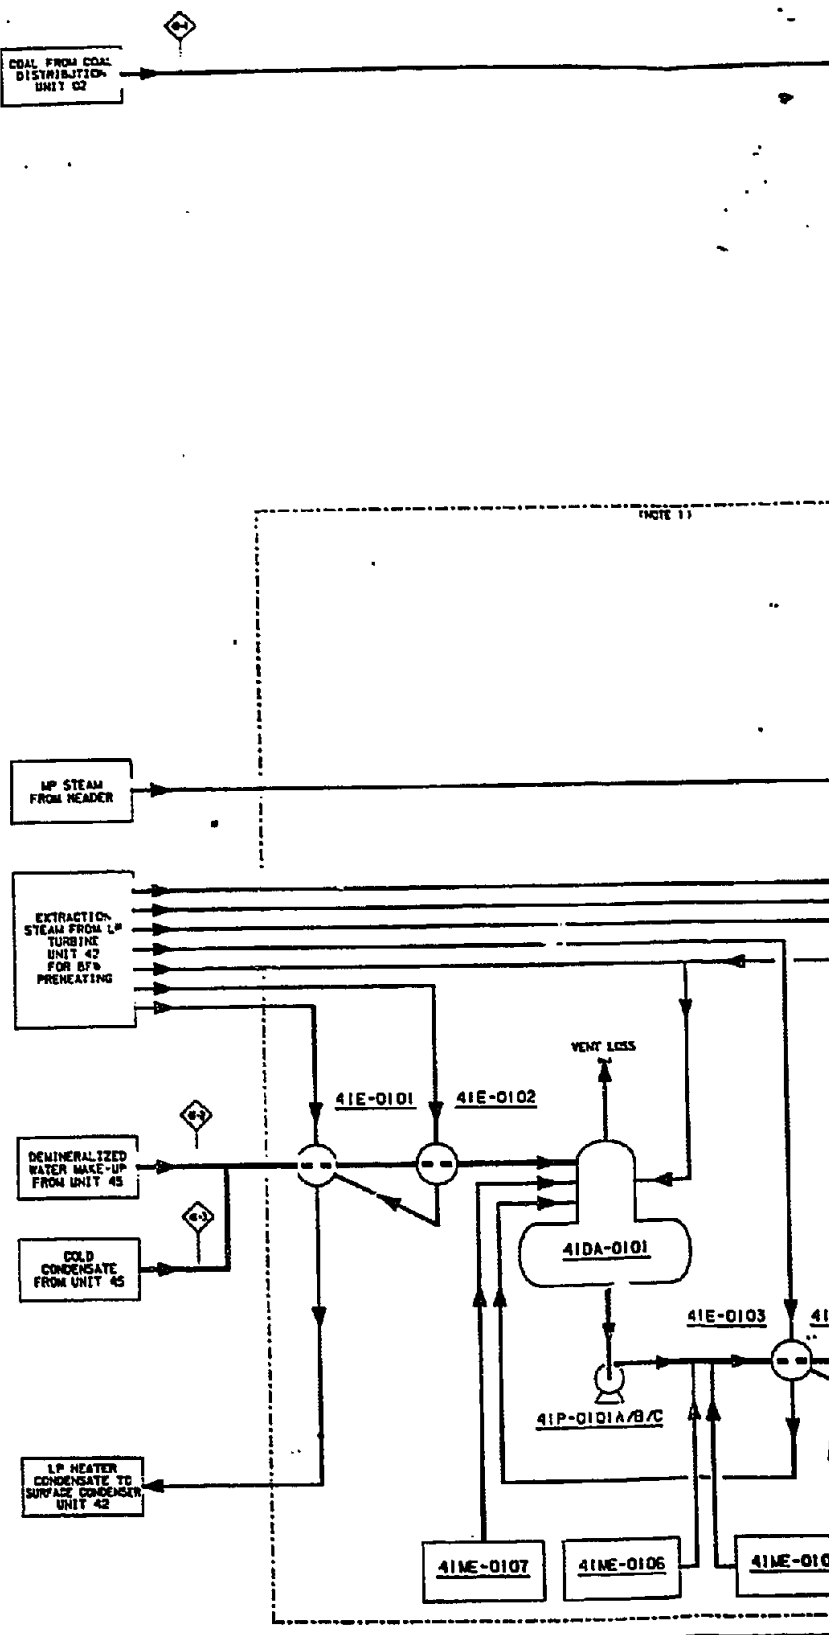 COAL FROM COAL
DISTRIBUTION
UNIT 02
(NOTE 1)
MP STEAM
FROM HEADER
EXTRACTION
STEAM FROM LP
TURBINE
UNIT 42
FOR BFW
PREHEATING
VENT LOSS
41E-0101
41E-0102
DEMINERALIZED
WATER MAKE-UP
FROM UNIT 45
COLD
CONDENSATE
FROM UNIT 45
41DA-0101
41E-0103
41P-0101A/B/C
LP HEATER
CONDENSATE TO
SURFACE CONDENSER
UNIT 42
41ME-0107
41ME-0106